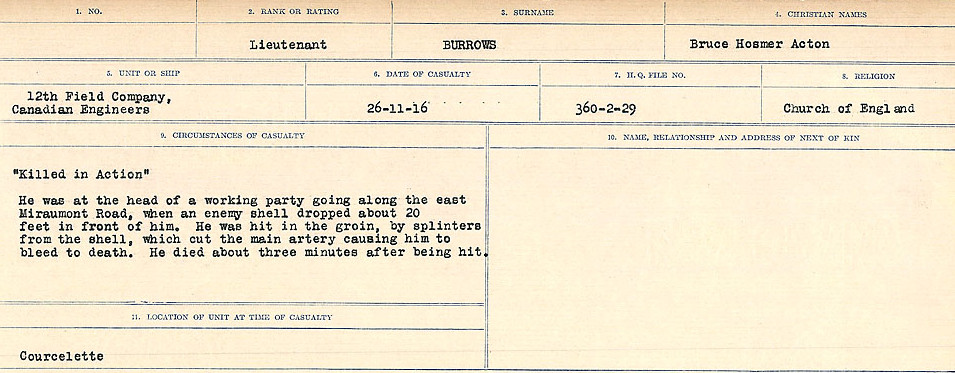 1. NO.
2. RANK OR RATING
3. SURNAME
4. CHRISTIAN NAMES
Lieutenant
BURROWS
Bruce Hosmer Acton
5. UNIT OR SHIP
6. DATE OF CASUALTY
7. H. Q. FILE NO.
8. RELIGION
12th Field Company,
Canadian Engineers
26-11-16
360-2-29
Church of England
9. CIRCUMSTANCES OF CASUALTY
"Killed in Action"
He was at the head of a working party going along the east
Miraumont Road, when an enemy shell dropped about 20
feet in front of him. He was hit in the groin, by splinters
from the shell, which cut the main artery causing him to
bleed to death. He died about three minutes after being hit.
10. NAME, RELATIONSHIP AND ADDRESS OF NEXT OF KIN
11. LOCATION OF UNIT AT TIME OF CASUALTY
Courcelette